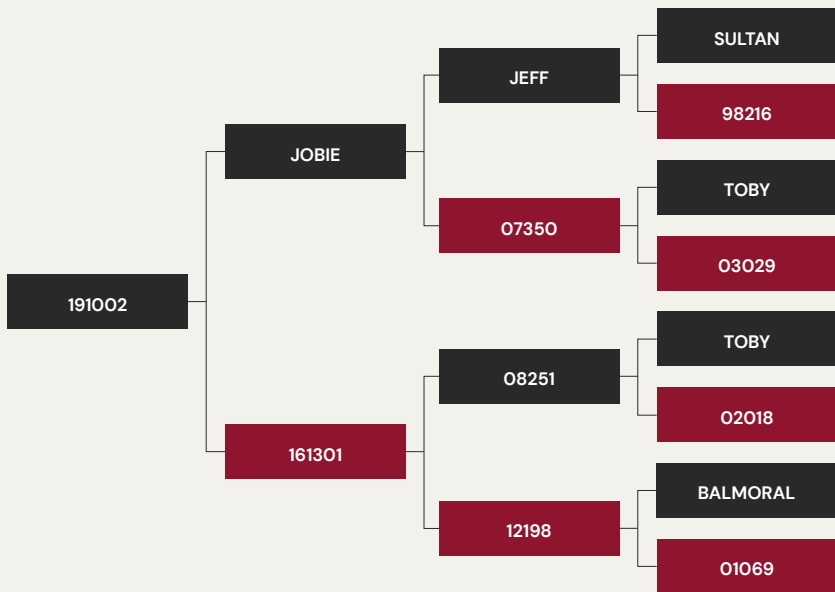 SULTAN
JEFF
98216
JOBIE
TOBY
07350
03029
191002
TOBY
08251
02018
161301
BALMORAL
12198
01069